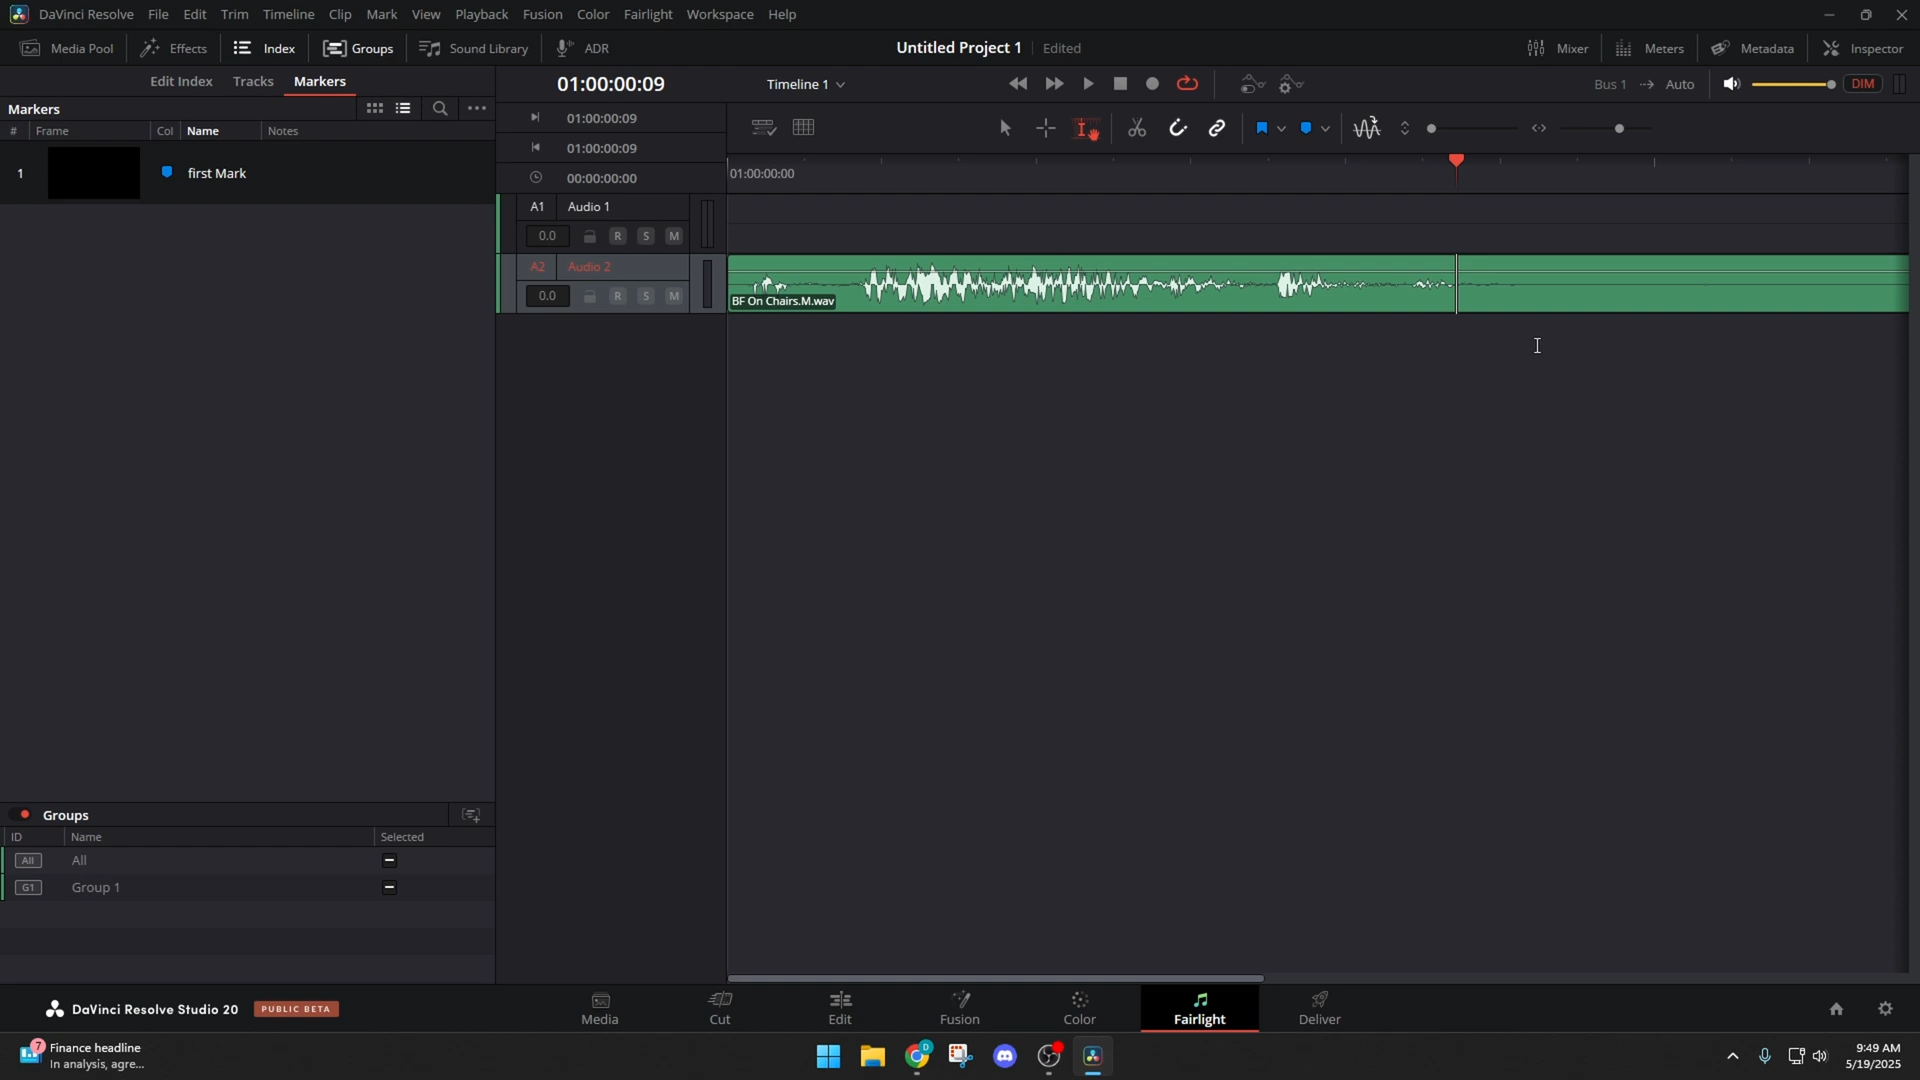 DaVinci Resolve File Edit Trim Timeline Clip Mark View Playback Fusion Color Fairlight Workspace Help
Media Pool Effects Index Groups Sound Library ADR Untitled Project 1 Edited Mixer Meters Metadata Inspector
Edit Index Tracks Markers 01:00:00:09 Timeline 1 Bus 1 Auto DIM
Markers
# Frame Col Name Notes
01:00:00:09
01:00:00:09
00:00:00:00
01:00:00:00
1 first Mark
A1 Audio 1
0.0 R S M
A2 Audio 2
0.0 R S M
BF On Chairs.M.wav
Groups
ID Name Selected
All All
G1 Group 1
DaVinci Resolve Studio 20 PUBLIC BETA
Media Cut Edit Fusion Color Fairlight Deliver
7 Finance headline
In analysis, agre...
D
9:49 AM
5/19/2025